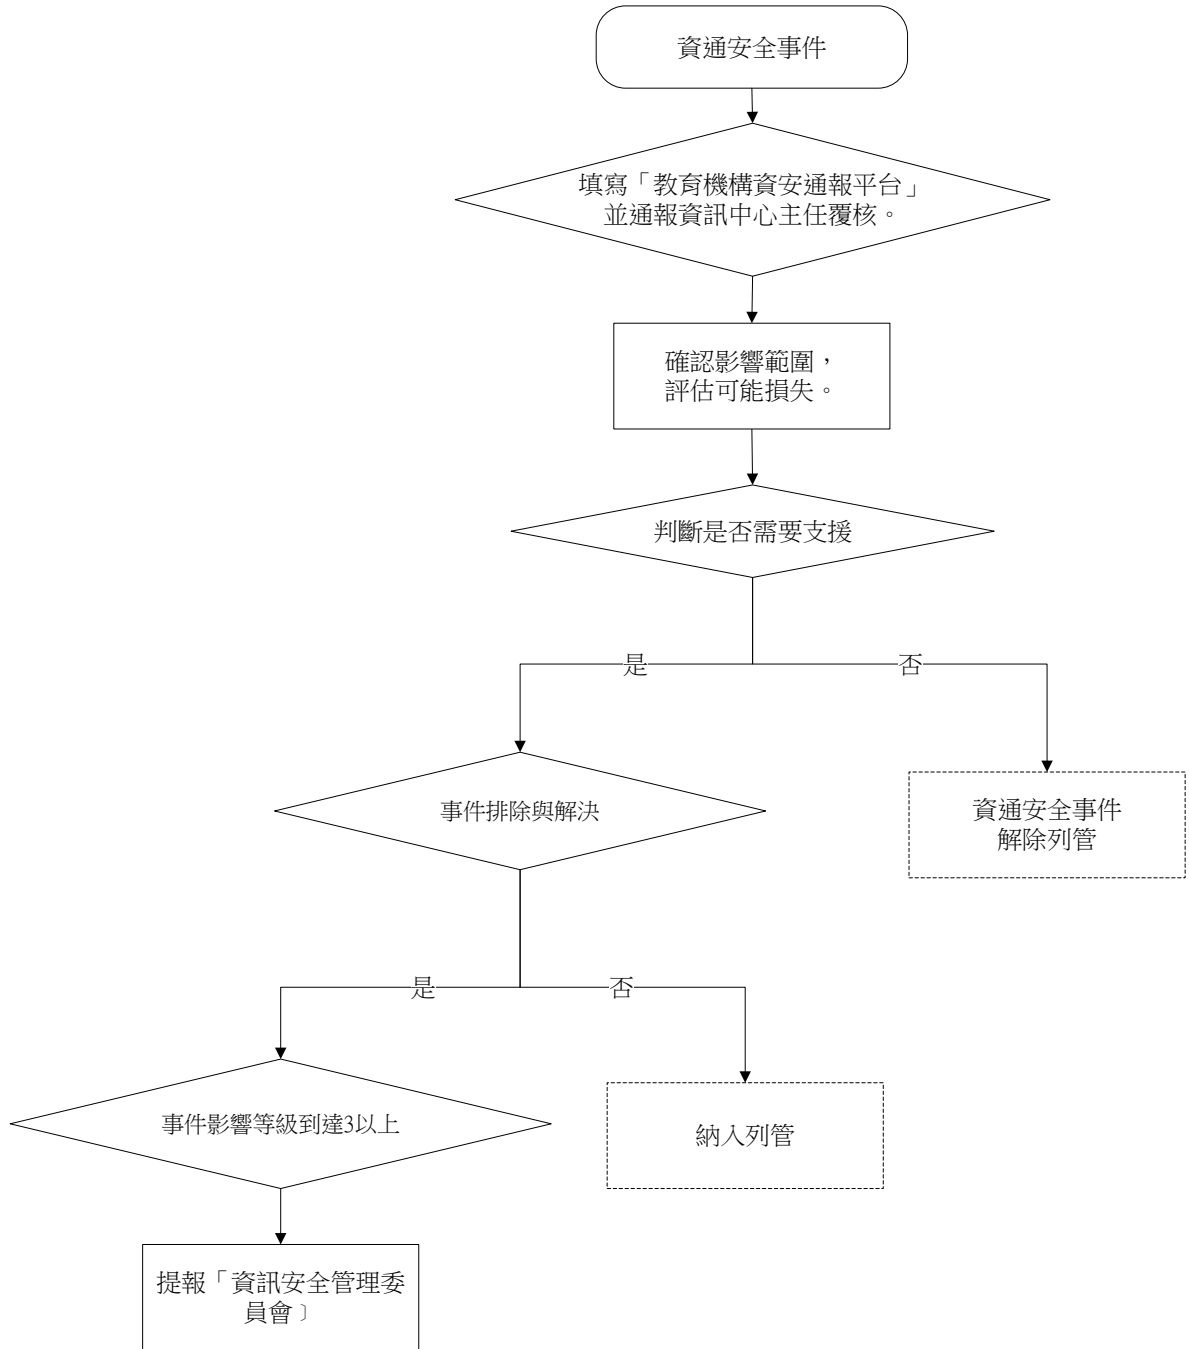 資通安全事件
填寫「教育機構資安通報平台」
並通報資訊中心主任覆核。
確認影響範圍，
評估可能損失。
判斷是否需要支援
是
否
事件排除與解決
資通安全事件
解除列管
是
否
事件影響等級到達3以上
納入列管
提報「資訊安全管理委
員會﹞